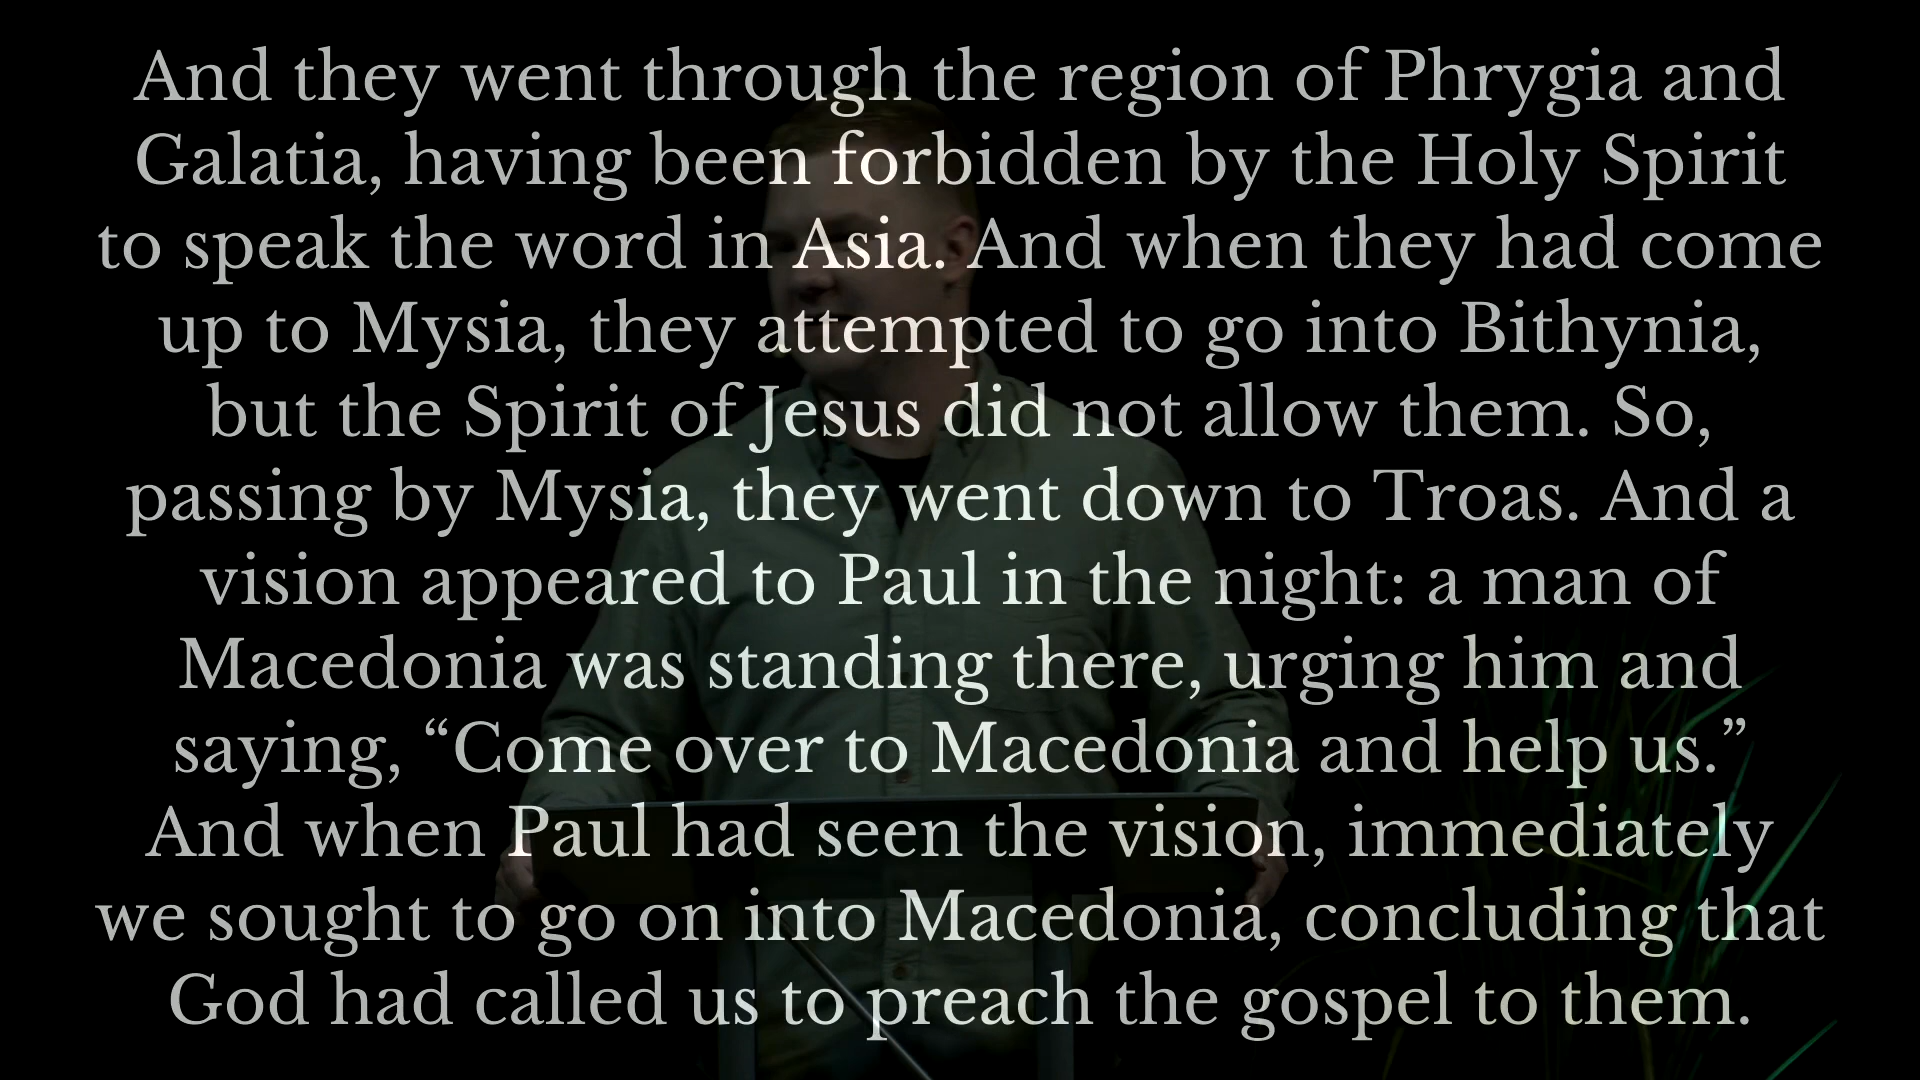 And they went through the region of Phrygia and
Galatia, having been forbidden by the Holy Spirit
to speak the word in Asia. And when they had come
up to Mysia, they attempted to go into Bithynia,
but the Spirit of Jesus did not allow them. So,
passing by Mysia, they went down to Troas. And a
vision appeared to Paul in the night: a man of
Macedonia was standing there, urging him and
saying, “Come over to Macedonia and help us.”
And when Paul had seen the vision, immediately
we sought to go on into Macedonia, concluding that
God had called us to preach the gospel to them.